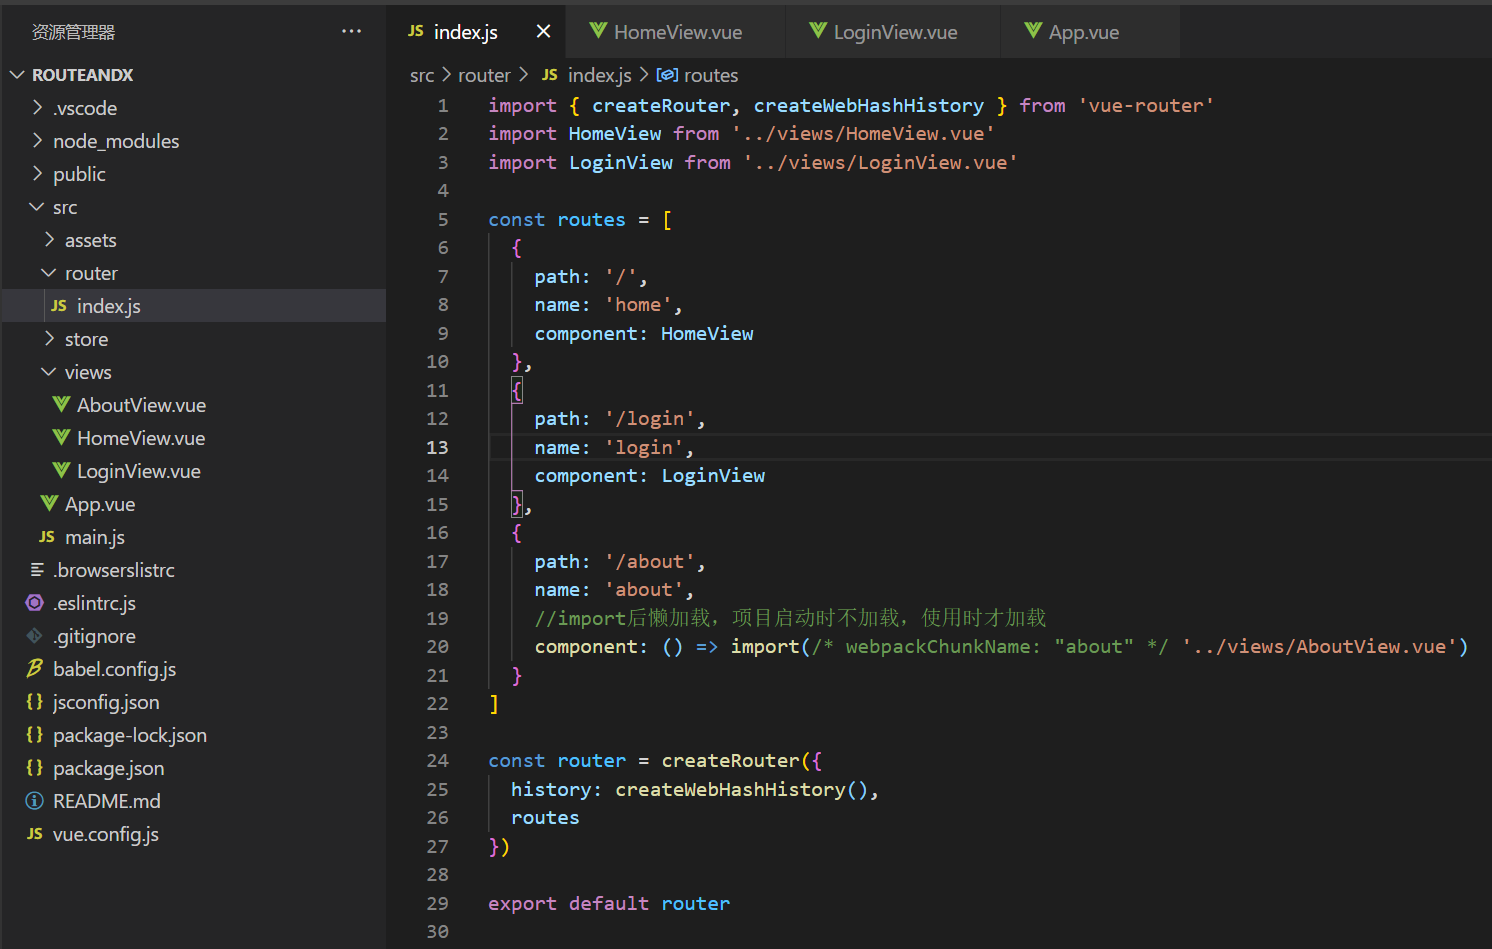 资源管理器 ···
ROUTEANDX
.vscode
node_modules
public
src
assets
router
JS index.js
store
views
AboutView.vue
HomeView.vue
LoginView.vue
App.vue
JS main.js
.browserslistrc
.eslintrc.js
.gitignore
babel.config.js
{} jsconfig.json
{} package-lock.json
{} package.json
README.md
JS vue.config.js
JS index.js × HomeView.vue LoginView.vue App.vue
src > router > JS index.js > routes
1 import { createRouter, createWebHashHistory } from 'vue-router'
2 import HomeView from '../views/HomeView.vue'
3 import LoginView from '../views/LoginView.vue'
4
5 const routes = [
6 {
7 path: '/',
8 name: 'home',
9 component: HomeView
10 },
11 {
12 path: '/login',
13 name: 'login',
14 component: LoginView
15 },
16 {
17 path: '/about',
18 name: 'about',
19 //import后懒加载，项目启动时不加载，使用时才加载
20 component: () => import(/* webpackChunkName: "about" */ '../views/AboutView.vue')
21 }
22 ]
23
24 const router = createRouter({
25 history: createWebHashHistory(),
26 routes
27 })
28
29 export default router
30